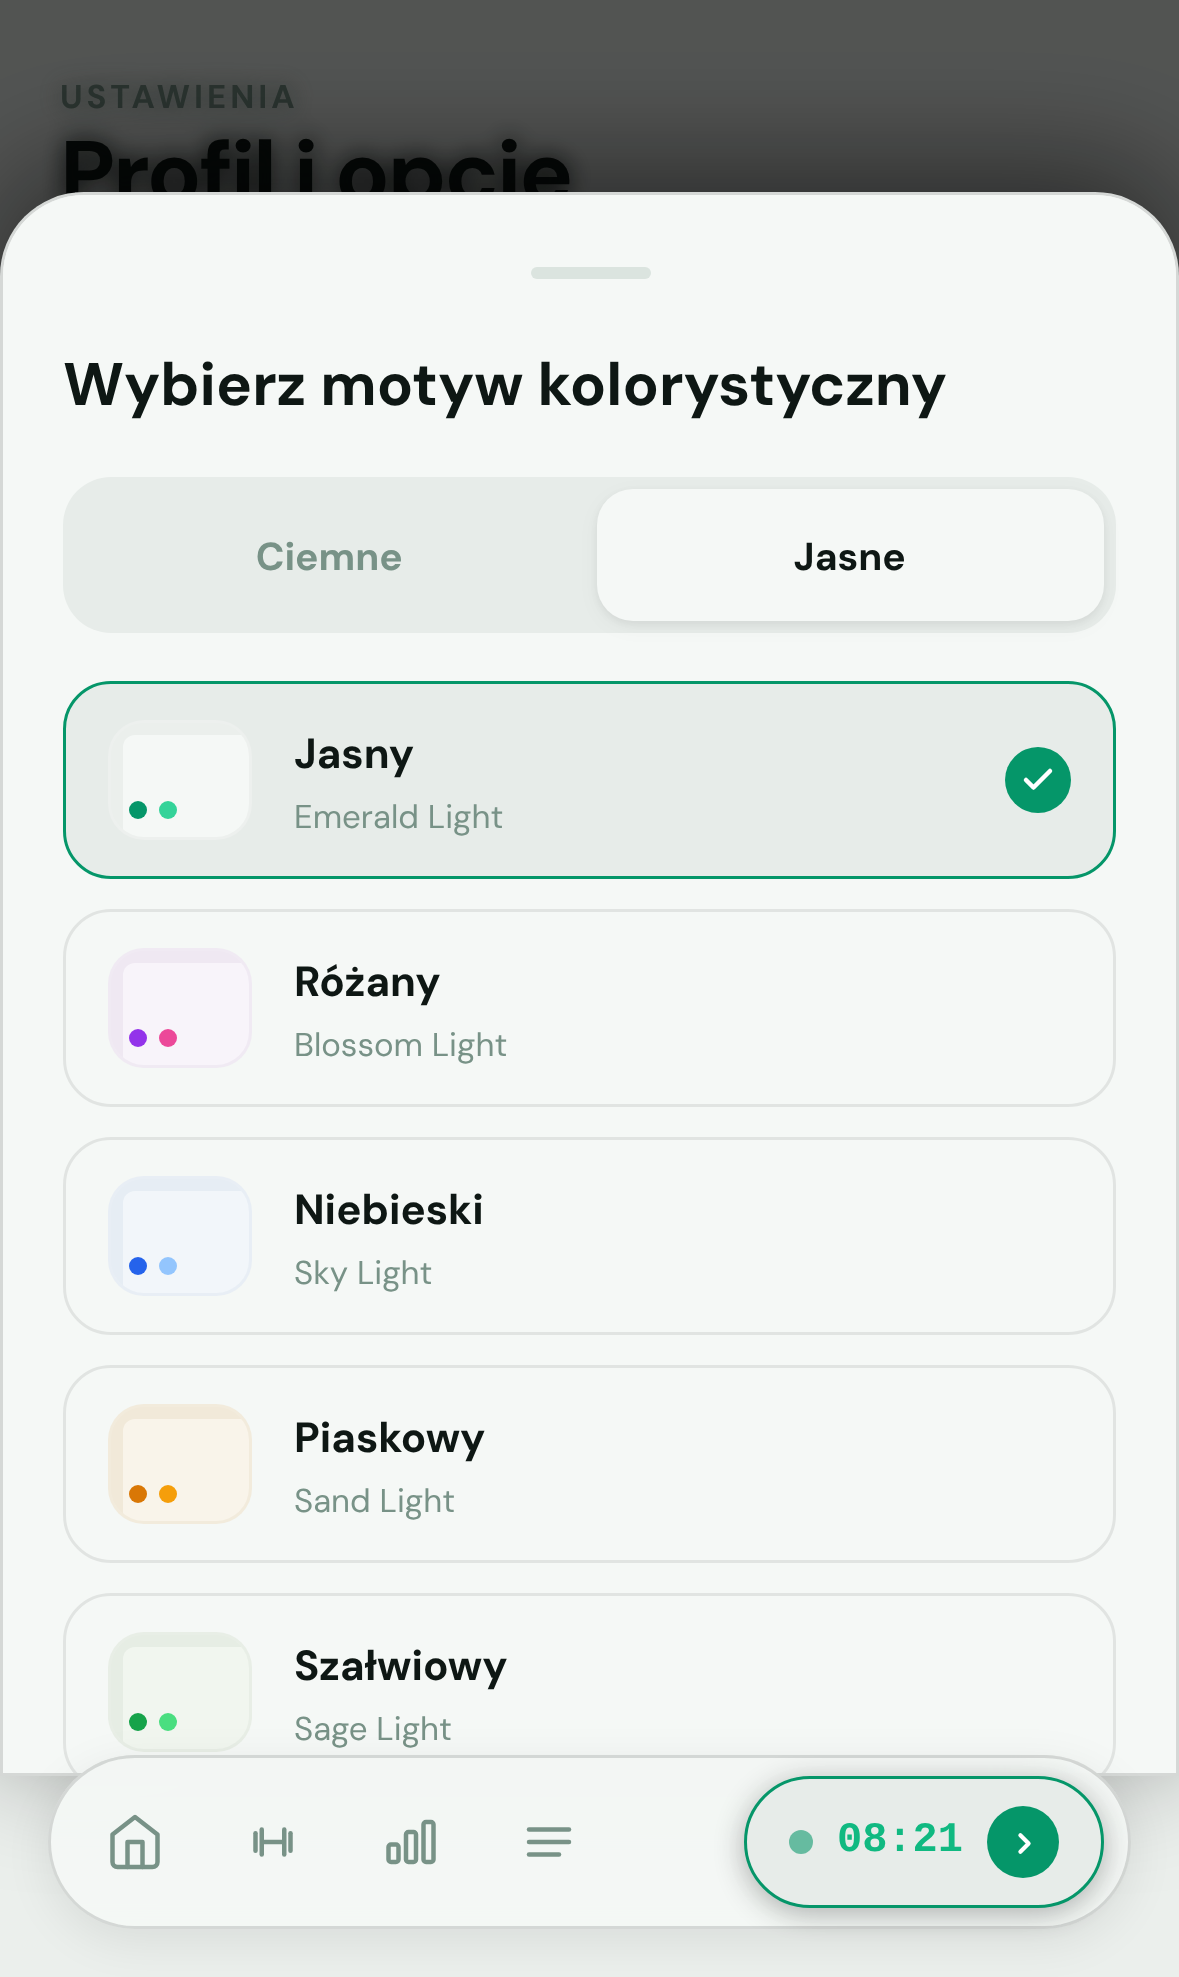 USTAWIENIA
Profil i opcje
Wybierz motyw kolorystyczny
Ciemne
Jasne
Jasny
Emerald Light
Różany
Blossom Light
Niebieski
Sky Light
Piaskowy
Sand Light
Szałwiowy
Sage Light
08:21